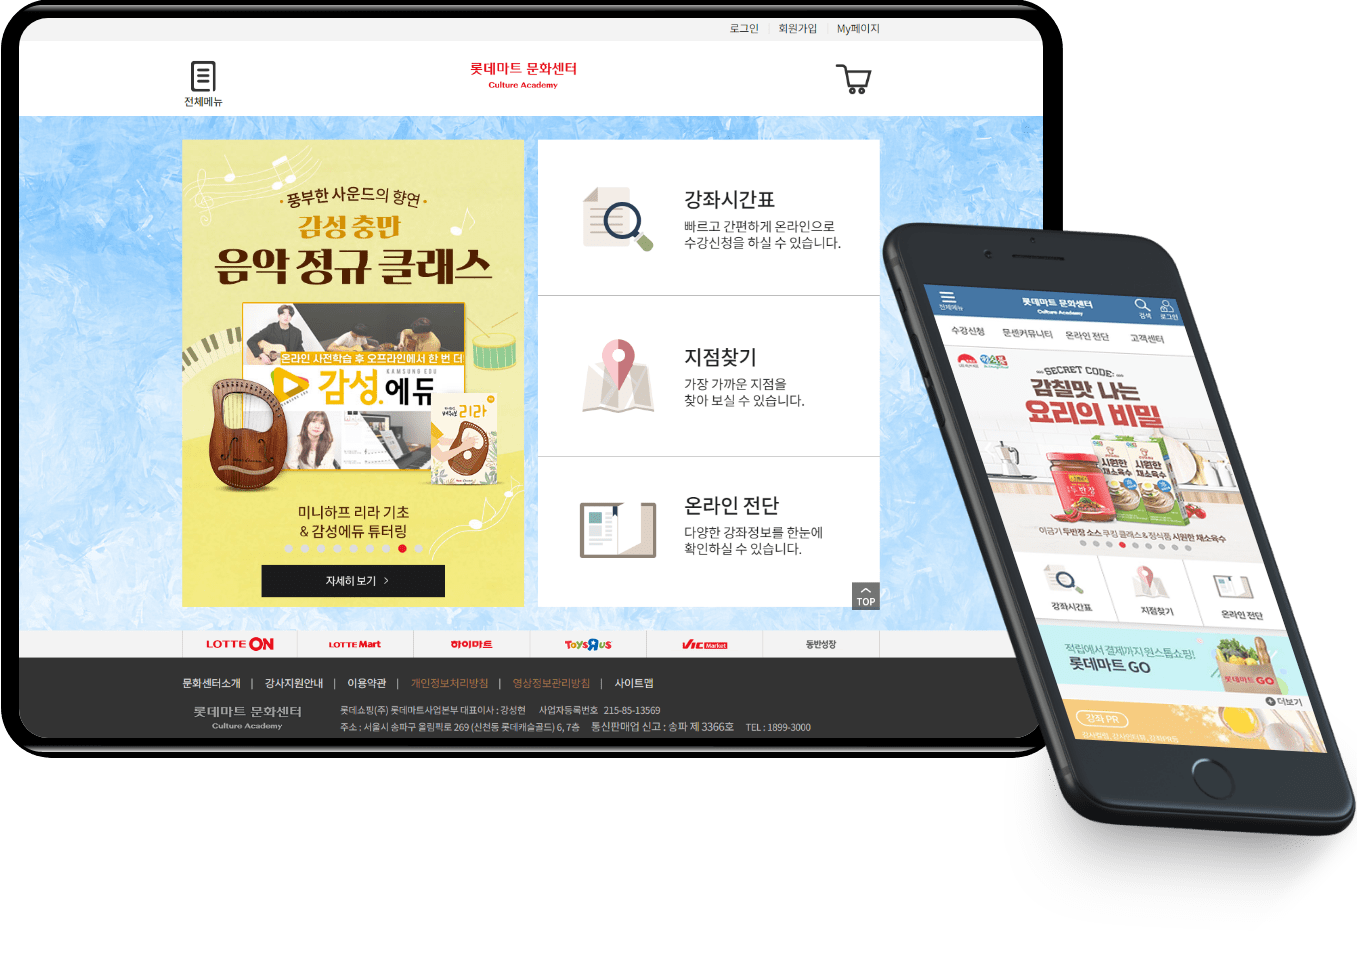 로그인 회원가입 My페이지
전체메뉴
롯데마트 문화센터
Culture Academy
풍부한 사운드의 향연
감성 충만
음악 정규 클래스
온라인 사전학습 후 오프라인에서 한 번 더
SAMSUNG EDU
감성.에듀
리라
미니하프 리라 기초
& 감성에듀 튜터링
자세히 보기 >
강좌시간표
빠르고 간편하게 온라인으로
수강신청을 하실 수 있습니다.
지점찾기
가장 가까운 지점을
찾아 보실 수 있습니다.
온라인 전단
다양한 강좌정보를 한눈에
확인하실 수 있습니다.
TOP
LOTTE ON LOTTE Mart 하이마트 ToysRus VIC Market 동반성장
문화센터소개 | 강사지원안내 | 이용약관 | 개인정보처리방침 | 영상정보관리방침 | 사이트맵
롯데마트 문화센터
Culture Academy
롯데쇼핑(주) 롯데마트사업본부 대표이사 : 강성현 사업자등록번호 215-85-13569
주소 : 서울시 송파구 올림픽로 269 (신천동 롯데캐슬골드) 6, 7층 통신판매업 신고 : 송파 제 3366호 TEL : 1899-3000
전체메뉴
롯데마트 문화센터
Culture Academy
검색 로그인
수강신청 문센커뮤니티 온라인 전단 고객센터
SECRET CODE:
감칠맛 나는
요리의 비밀
시원한 시원한
채소육수 채소육수
두반장
이금기 두반장 소스 쿠킹 클래스 & 정식품 시원한 채소육수
강좌시간표 지점찾기 온라인 전단
적립에서 결제까지 원스톱쇼핑!
롯데마트 GO
롯데마트 GO
더보기
강좌 PR